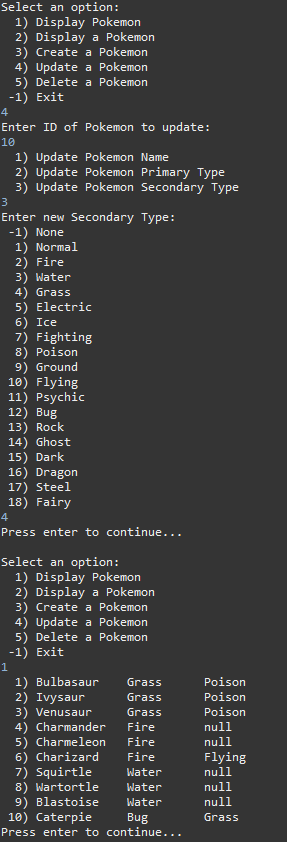 Select an option:
  1) Display Pokemon
  2) Display a Pokemon
  3) Create a Pokemon
  4) Update a Pokemon
  5) Delete a Pokemon
 -1) Exit
4
Enter ID of Pokemon to update:
10
  1) Update Pokemon Name
  2) Update Pokemon Primary Type
  3) Update Pokemon Secondary Type
3
Enter new Secondary Type:
 -1) None
  1) Normal
  2) Fire
  3) Water
  4) Grass
  5) Electric
  6) Ice
  7) Fighting
  8) Poison
  9) Ground
 10) Flying
 11) Psychic
 12) Bug
 13) Rock
 14) Ghost
 15) Dark
 16) Dragon
 17) Steel
 18) Fairy
4
Press enter to continue...

Select an option:
  1) Display Pokemon
  2) Display a Pokemon
  3) Create a Pokemon
  4) Update a Pokemon
  5) Delete a Pokemon
 -1) Exit
1
  1) Bulbasaur    Grass      Poison
  2) Ivysaur      Grass      Poison
  3) Venusaur     Grass      Poison
  4) Charmander   Fire       null
  5) Charmeleon   Fire       null
  6) Charizard    Fire       Flying
  7) Squirtle     Water      null
  8) Wartortle    Water      null
  9) Blastoise    Water      null
 10) Caterpie     Bug        Grass
Press enter to continue...